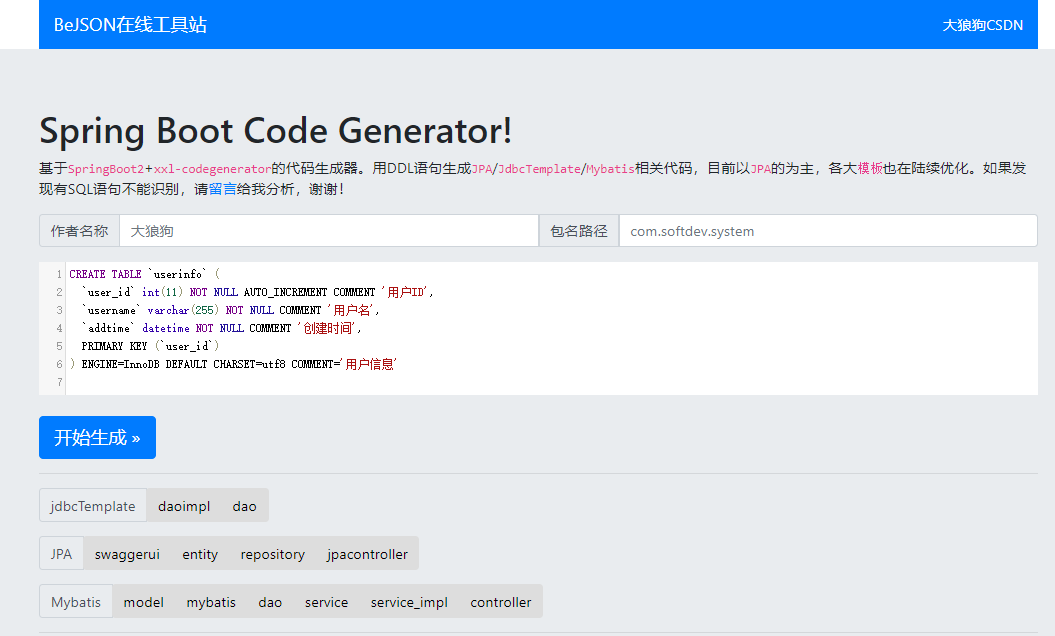 BeJSON在线工具站 大狼狗CSDN
Spring Boot Code Generator!
基于SpringBoot2+xxl-codegenerator的代码生成器。用DDL语句生成JPA/JdbcTemplate/Mybatis相关代码，目前以JPA的为主，各大模板也在陆续优化。如果发
现有SQL语句不能识别，请留言给我分析，谢谢！
作者名称 大狼狗 包名路径 com.softdev.system
1 CREATE TABLE `userinfo` (
2 `user_id` int(11) NOT NULL AUTO_INCREMENT COMMENT '用户ID',
3 `username` varchar(255) NOT NULL COMMENT '用户名',
4 `addtime` datetime NOT NULL COMMENT '创建时间',
5 PRIMARY KEY (`user_id`)
6 ) ENGINE=InnoDB DEFAULT CHARSET=utf8 COMMENT='用户信息'
7
开始生成 »
jdbcTemplate daoimpl dao
JPA swaggerui entity repository jpacontroller
Mybatis model mybatis dao service service_impl controller